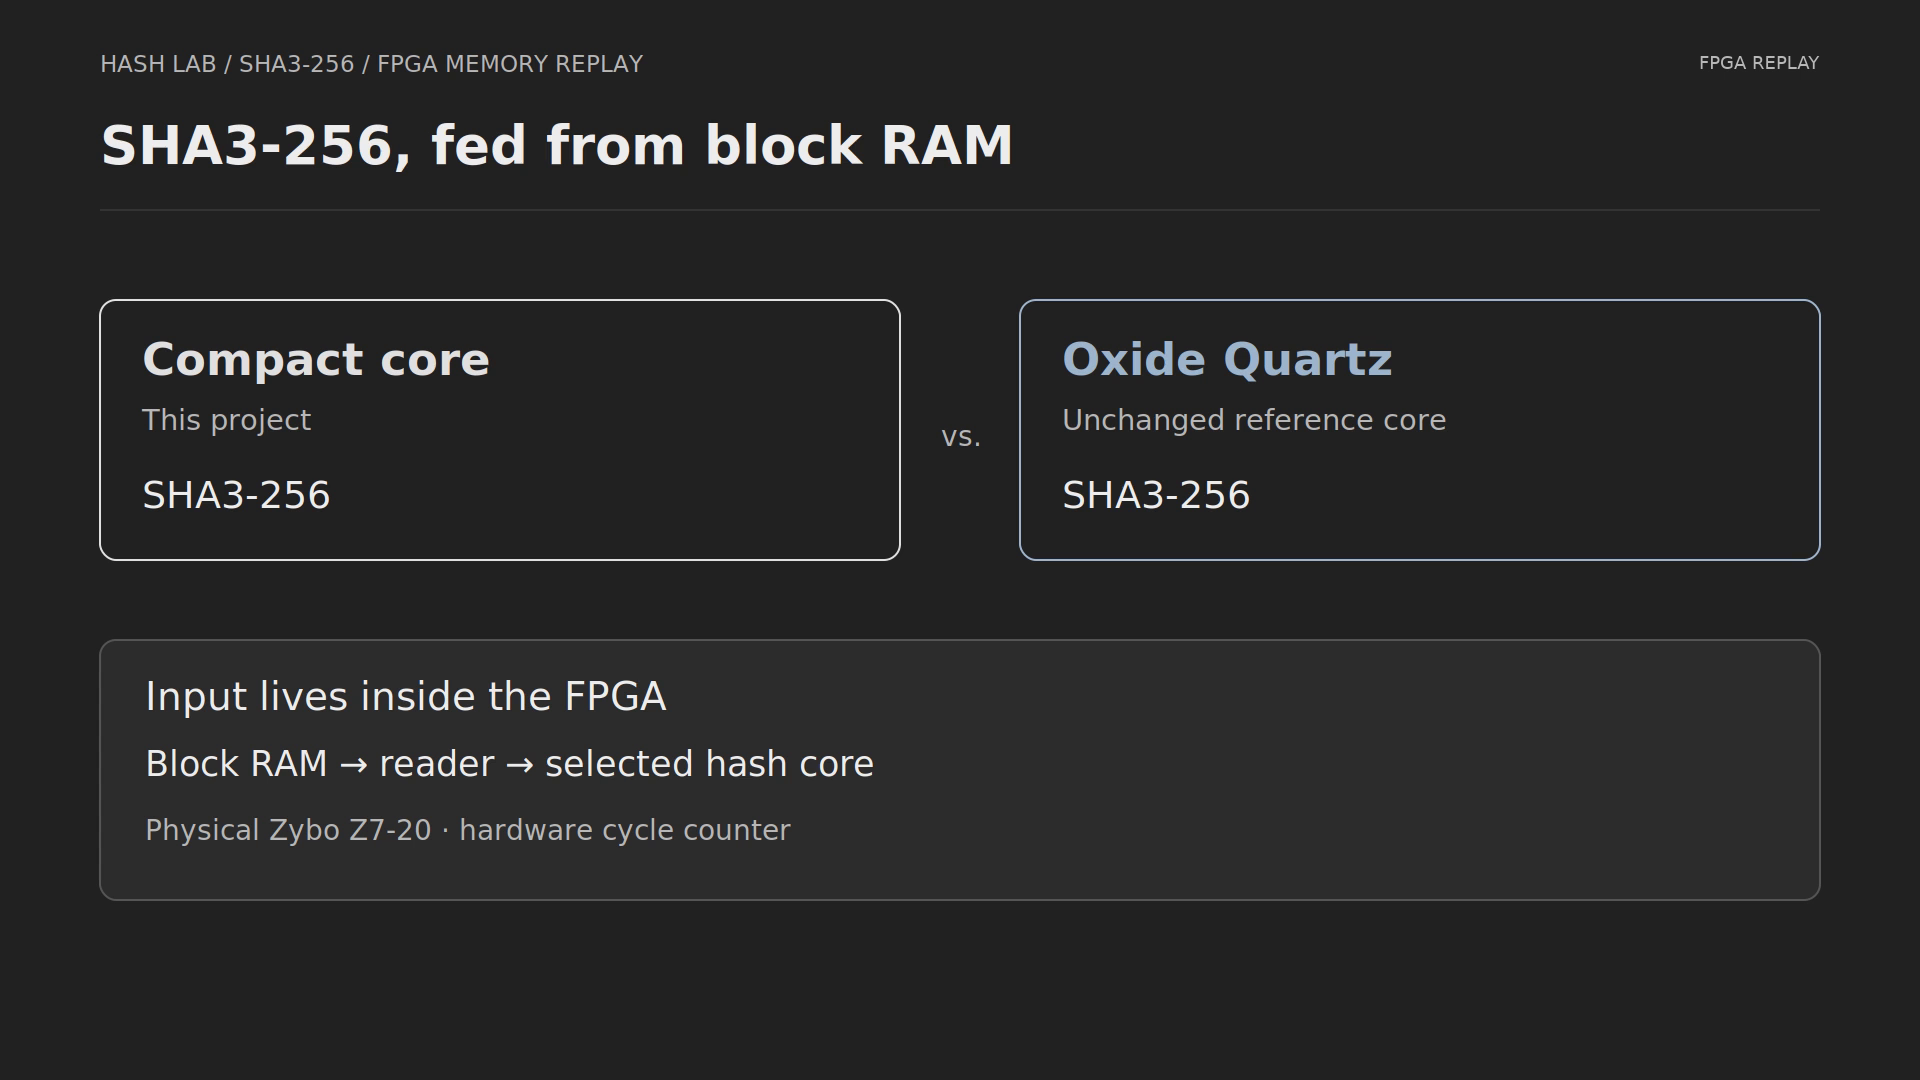 HASH LAB / SHA3-256 / FPGA MEMORY REPLAY
FPGA REPLAY
SHA3-256, fed from block RAM
Compact core
This project
SHA3-256
vs.
Oxide Quartz
Unchanged reference core
SHA3-256
Input lives inside the FPGA
Block RAM → reader → selected hash core
Physical Zybo Z7-20 · hardware cycle counter